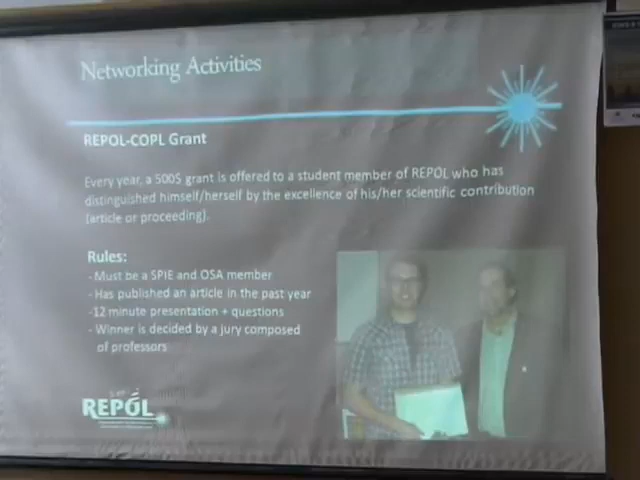 Networking Activities
REPOL-COPL Grant
Every year, a 500$ grant is offered to a student member of REPOL who has
distinguished himself/herself by the excellence of his/her scientific contribution
(article or proceeding).
Rules:
- Must be a SPIE and OSA member
- Has published an article in the past year
-12 minute presentation + questions
- Winner is decided by a jury composed
of professors
REPÓL